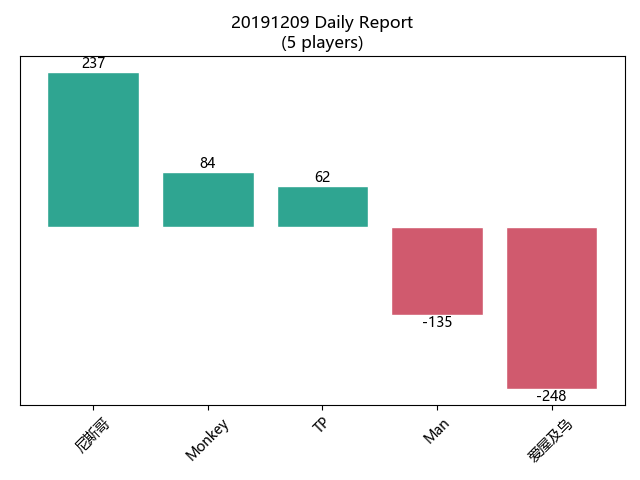 20191209 Daily Report
(5 players)
237
84
62
-135
-248
尼斯哥
Monkey
TP
Man
爱屋及乌